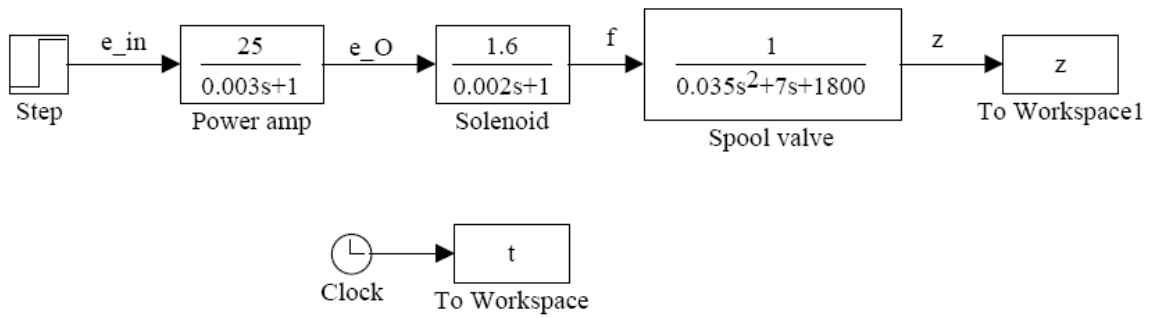 e_in
25
0.003s+1
e_O
1.6
0.002s+1
f
1
0.035s2+7s+1800
z
z
Step
Power amp
Solenoid
Spool valve
To Workspace1
t
Clock
To Workspace